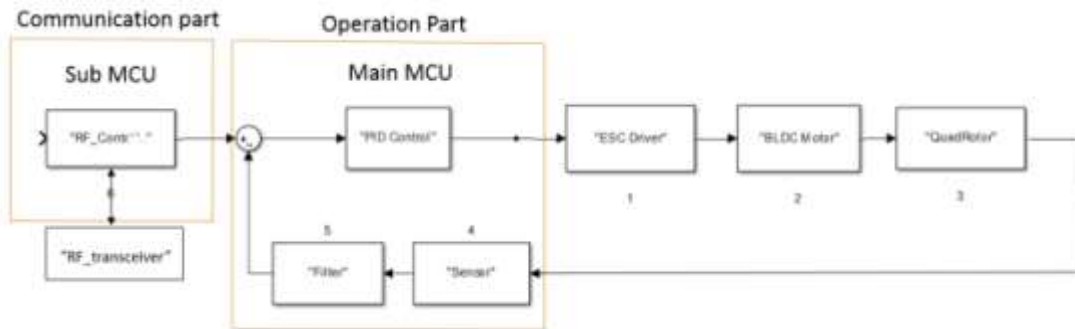 Communication part
Operation Part
Sub MCU
Main MCU
"PID Control"
"ESC Driver"
"BLDC Motor"
"QuadRotor"
1
2
3
"RF_transceiver"
5
4
"Filter"
"Sensor"